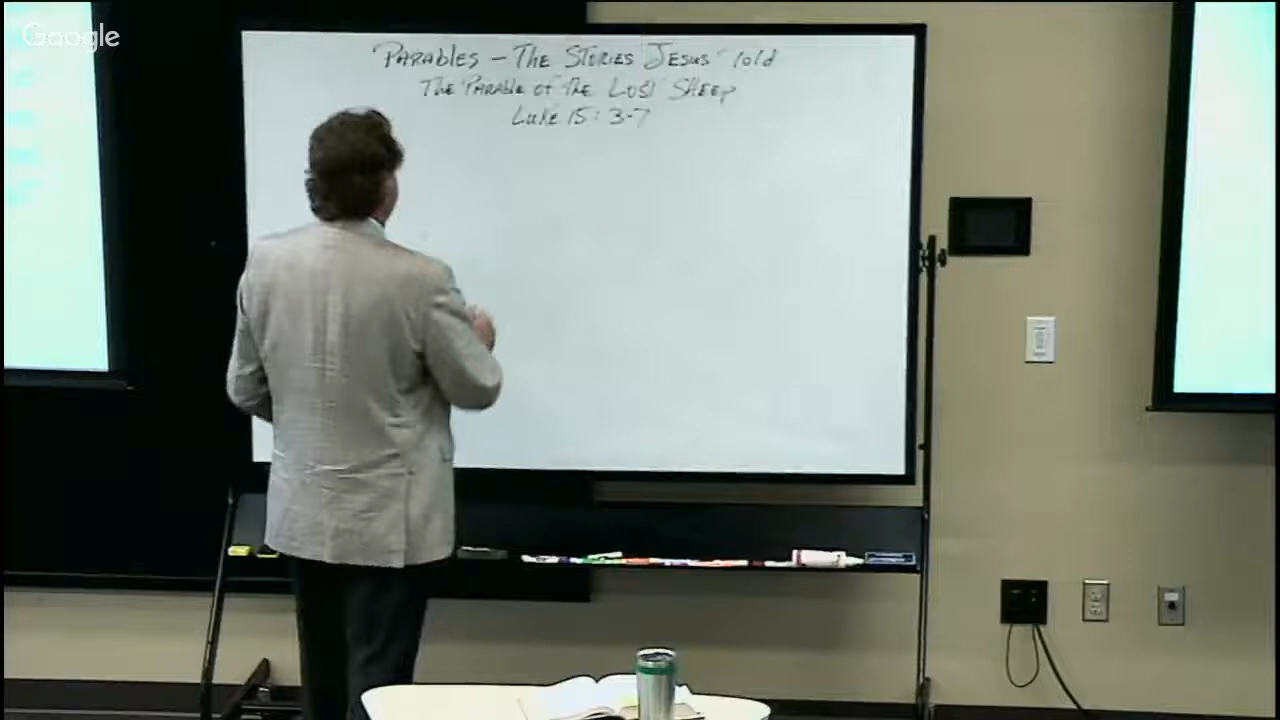 Google
PARABLES - THE STORIES JESUS told
THE PARABLE OF THE LOST SHEEP
Luke 15: 3-7